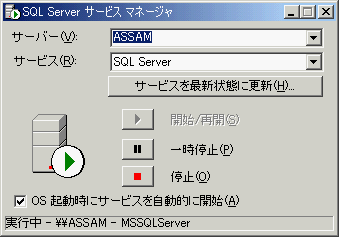 SQL Server サービス マネージャ
サーバー(V): ASSAM
サービス(R): SQL Server
サービスを最新状態に更新(H)...
開始/再開(S)
一時停止(P)
停止(O)
OS 起動時にサービスを自動的に開始(A)
実行中 - ¥¥ASSAM - MSSQLServer